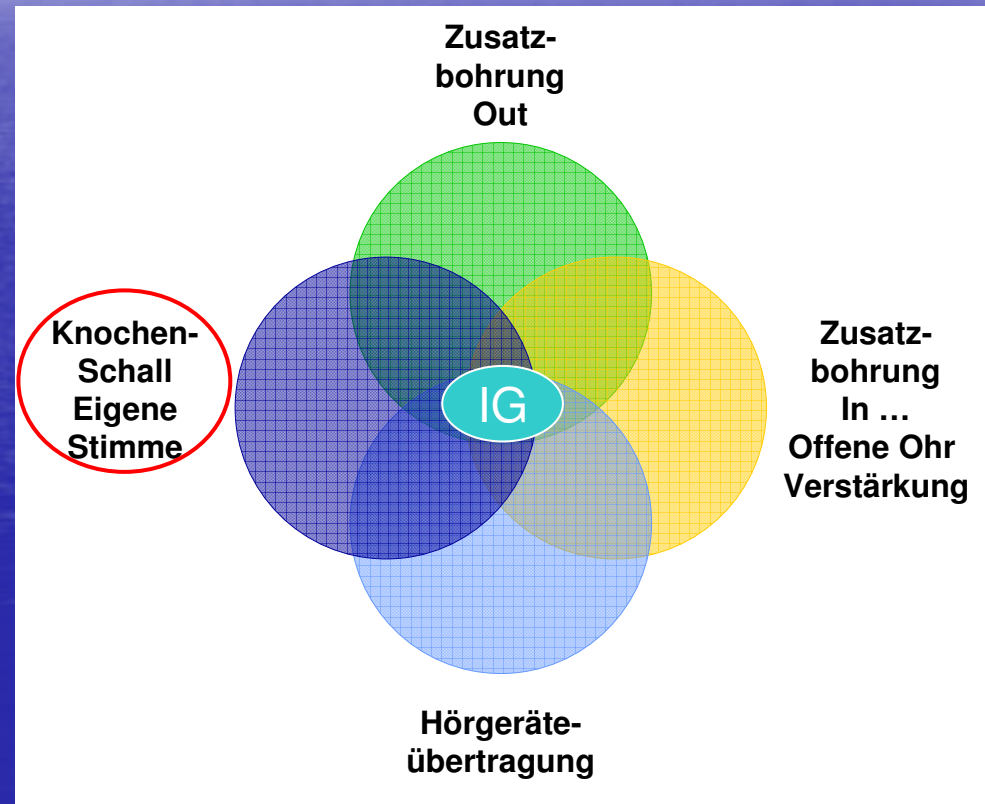 Zusatz-
bohrung
Out
Knochen-
Schall
Eigene
Stimme
IG
Zusatz-
bohrung
In ...
Offene Ohr
Verstärkung
Hörgeräte-
übertragung